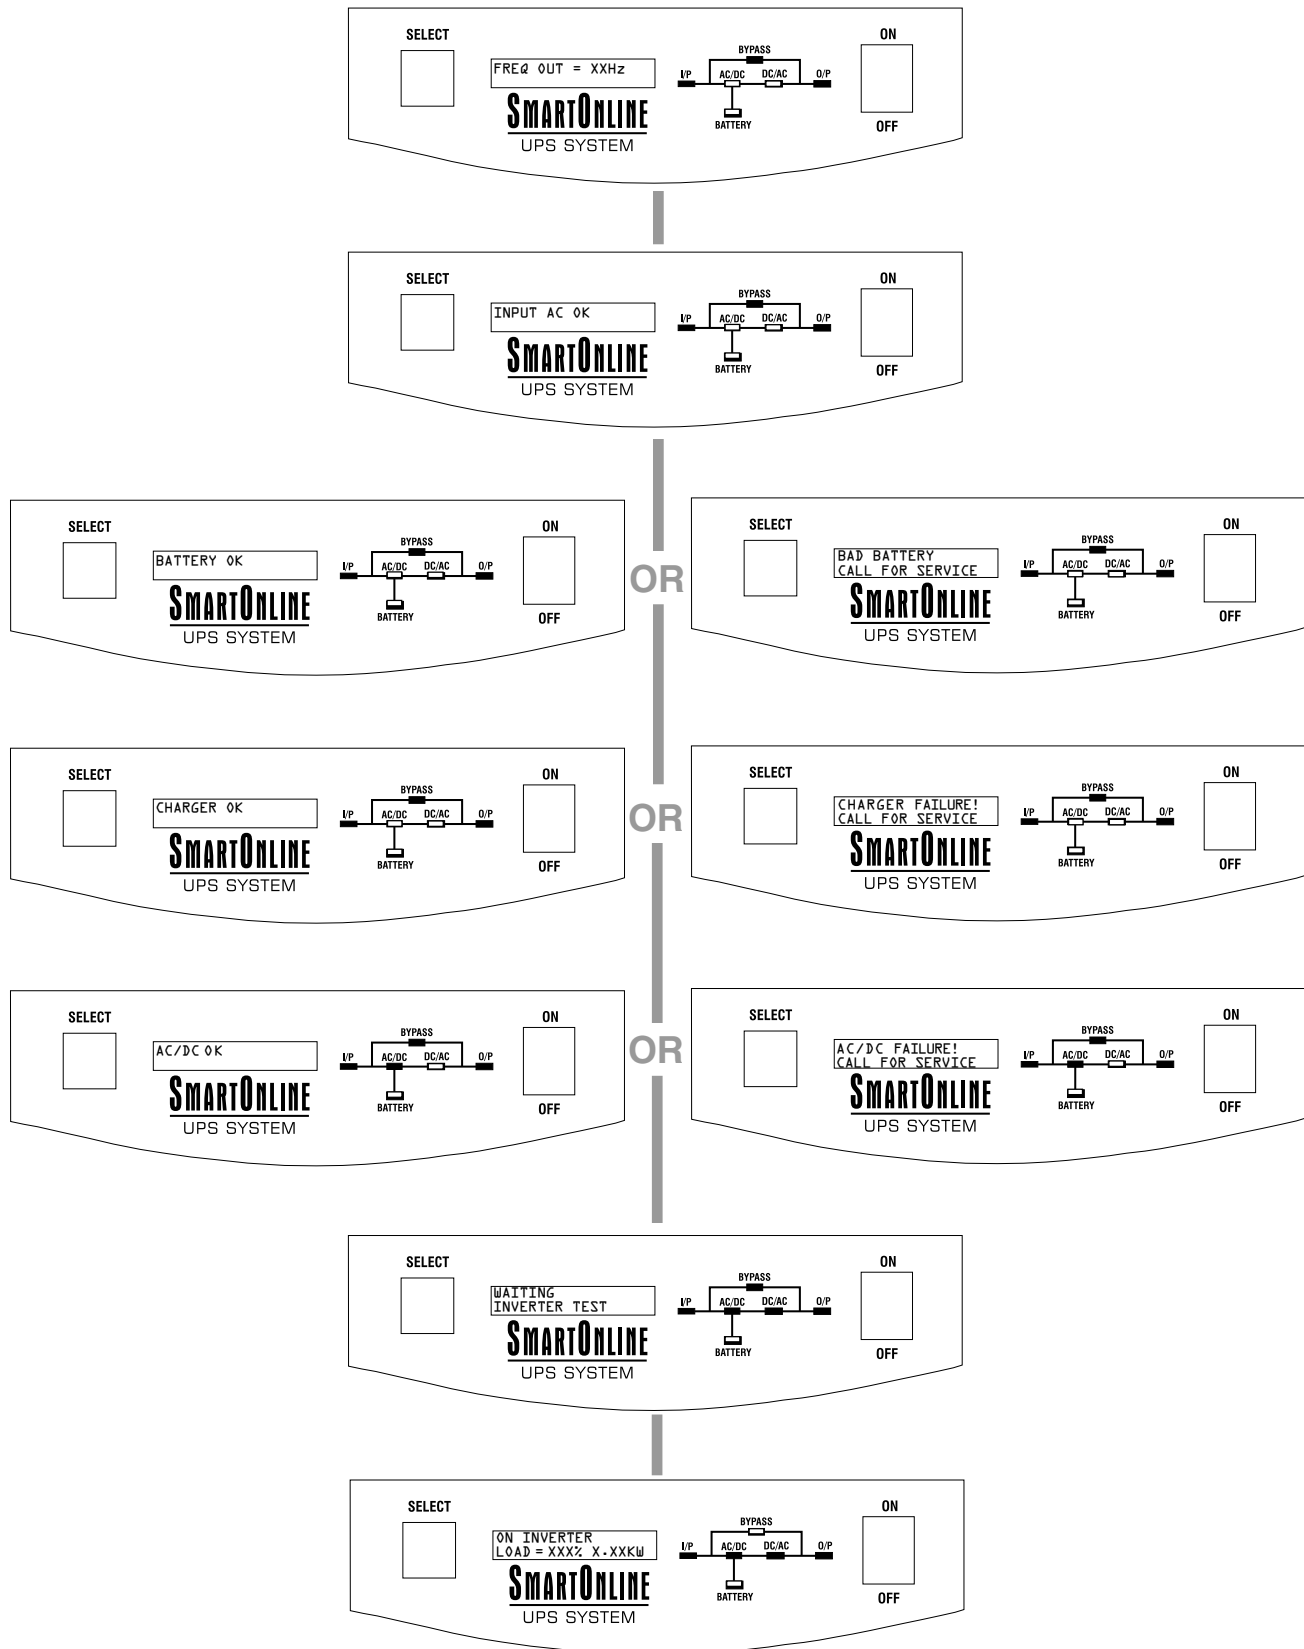 SELECT
ON
FREQ OUT = XXHz
BYPASS
I/P
AC/DC
DC/AC
O/P
BATTERY
SMARTONLINE
UPS SYSTEM
OFF
SELECT
ON
INPUT AC OK
BYPASS
I/P
AC/DC
DC/AC
O/P
BATTERY
SMARTONLINE
UPS SYSTEM
OFF
SELECT
ON
BATTERY OK
BYPASS
I/P
AC/DC
DC/AC
O/P
BATTERY
SMARTONLINE
UPS SYSTEM
OFF
OR
SELECT
ON
BAD BATTERY
CALL FOR SERVICE
BYPASS
I/P
AC/DC
DC/AC
O/P
BATTERY
SMARTONLINE
UPS SYSTEM
OFF
SELECT
ON
CHARGER OK
BYPASS
I/P
AC/DC
DC/AC
O/P
BATTERY
SMARTONLINE
UPS SYSTEM
OFF
OR
SELECT
ON
CHARGER FAILURE!
CALL FOR SERVICE
BYPASS
I/P
AC/DC
DC/AC
O/P
BATTERY
SMARTONLINE
UPS SYSTEM
OFF
SELECT
ON
AC/DC OK
BYPASS
I/P
AC/DC
DC/AC
O/P
BATTERY
SMARTONLINE
UPS SYSTEM
OFF
OR
SELECT
ON
AC/DC FAILURE!
CALL FOR SERVICE
BYPASS
I/P
AC/DC
DC/AC
O/P
BATTERY
SMARTONLINE
UPS SYSTEM
OFF
SELECT
ON
WAITING
INVERTER TEST
BYPASS
I/P
AC/DC
DC/AC
O/P
BATTERY
SMARTONLINE
UPS SYSTEM
OFF
SELECT
ON
ON INVERTER
LOAD = XXX% X.XXKW
BYPASS
I/P
AC/DC
DC/AC
O/P
BATTERY
SMARTONLINE
UPS SYSTEM
OFF